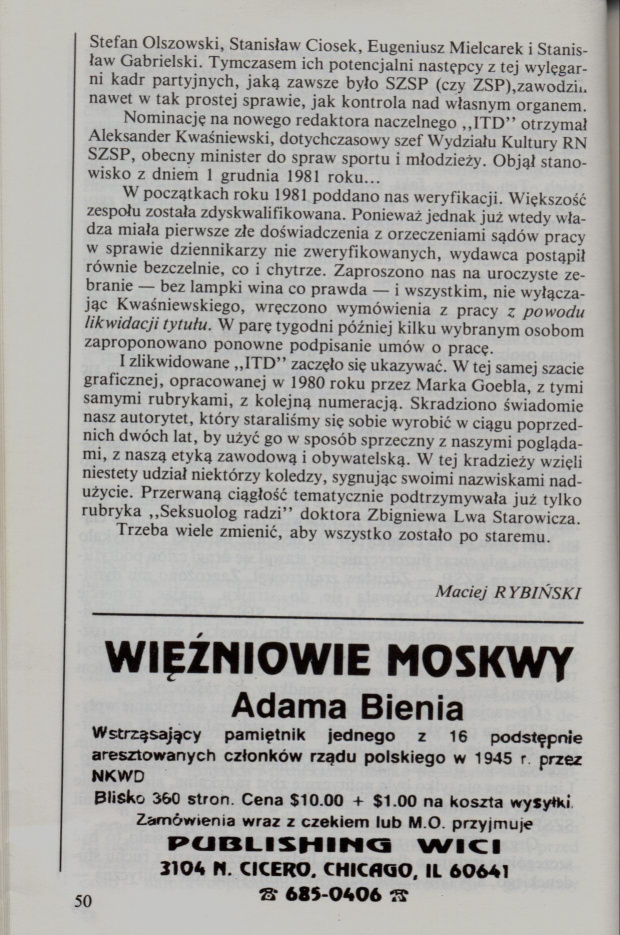 Stefan Olszowski, Stanisław Ciosek, Eugeniusz Mielcarek i Stanis-
ław Gabrielski. Tymczasem ich potencjalni następcy z tej wylęgar-
ni kadr partyjnych, jaką zawsze było SZSP (czy ZSP),zawodzili
nawet w tak prostej sprawie, jak kontrola nad własnym organem.
Nominację na nowego redaktora naczelnego ,,ITD’’ otrzymał
Aleksander Kwaśniewski, dotychczasowy szef Wydziału Kultury RN
SZSP, obecny minister do spraw sportu i młodzieży. Objął stano-
wisko z dniem 1 grudnia 1981 roku...
W początkach roku 1981 poddano nas weryfikacji. Większość
zespołu została zdyskwalifikowana. Ponieważ jednak już wtedy wła-
dza miała pierwsze złe doświadczenia z orzeczeniami sądów pracy
w sprawie dziennikarzy nie zweryfikowanych, wydawca postąpił
równie bezczelnie, co i chytrze. Zaproszono nas na uroczyste ze-
branie — bez lampki wina co prawda — i wszystkim, nie wyłącza-
jąc Kwaśniewskiego, wręczono wymówienia z pracy z powodu
likwidacji tytułu. W parę tygodni później kilku wybranym osobom
zaproponowano ponowne podpisanie umów o pracę.
I zlikwidowane ,,ITD’’ zaczęło się ukazywać. W tej samej szacie
graficznej, opracowanej w 1980 roku przez Marka Goebla, z tymi
samymi rubrykami, z kolejną numeracją. Skradziono świadomie
nasz autorytet, który staraliśmy się sobie wyrobić w ciągu poprzed-
nich dwóch lat, by użyć go w sposób sprzeczny z naszymi pogląda-
mi, z naszą etyką zawodową i obywatelską. W tej kradzieży wzięli
niestety udział niektórzy koledzy, sygnując swoimi nazwiskami nad-
użycie. Przerwaną ciągłość tematycznie podtrzymywała już tylko
rubryka ,,Seksuolog radzi’’ doktora Zbigniewa Lwa Starowicza.
Trzeba wiele zmienić, aby wszystko zostało po staremu.
Maciej RYBIŃSKI
WIĘŹNIOWIE MOSKWY
Adama Bienia
Wstrząsający pamiętnik jednego z 16 podstępnie
aresztowanych członków rządu polskiego w 1945 r. przez
NKWD
Blisko 360 stron. Cena $10.00 + $1.00 na koszta wysyłki.
Zamówienia wraz z czekiem lub M.O. przyjmuje
PUBLISHING WICI
3104 N. CICERO, CHICAGO, IL 60641
☎ 685-0406 ☎
50